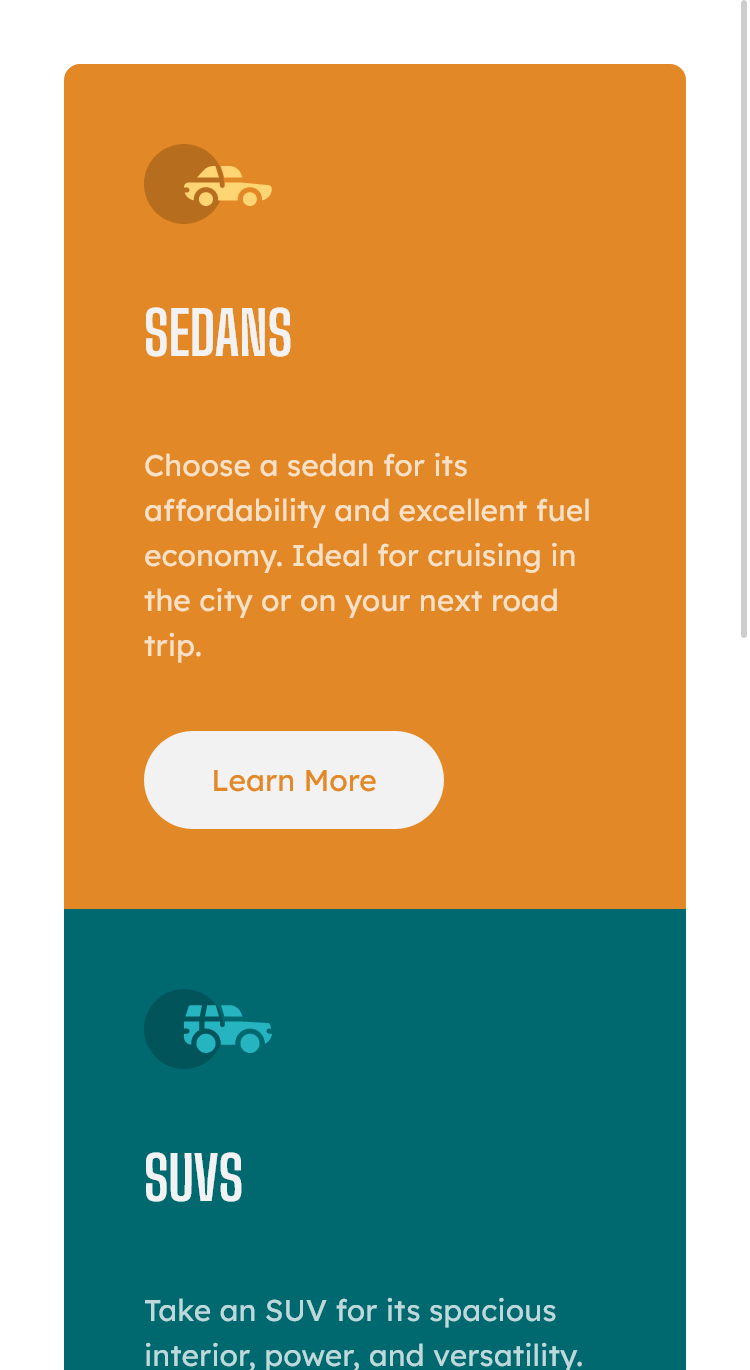 SEDANS
Choose a sedan for its
affordability and excellent fuel
economy. Ideal for cruising in
the city or on your next road
trip.
Learn More
SUVS
Take an SUV for its spacious
interior, power, and versatility.